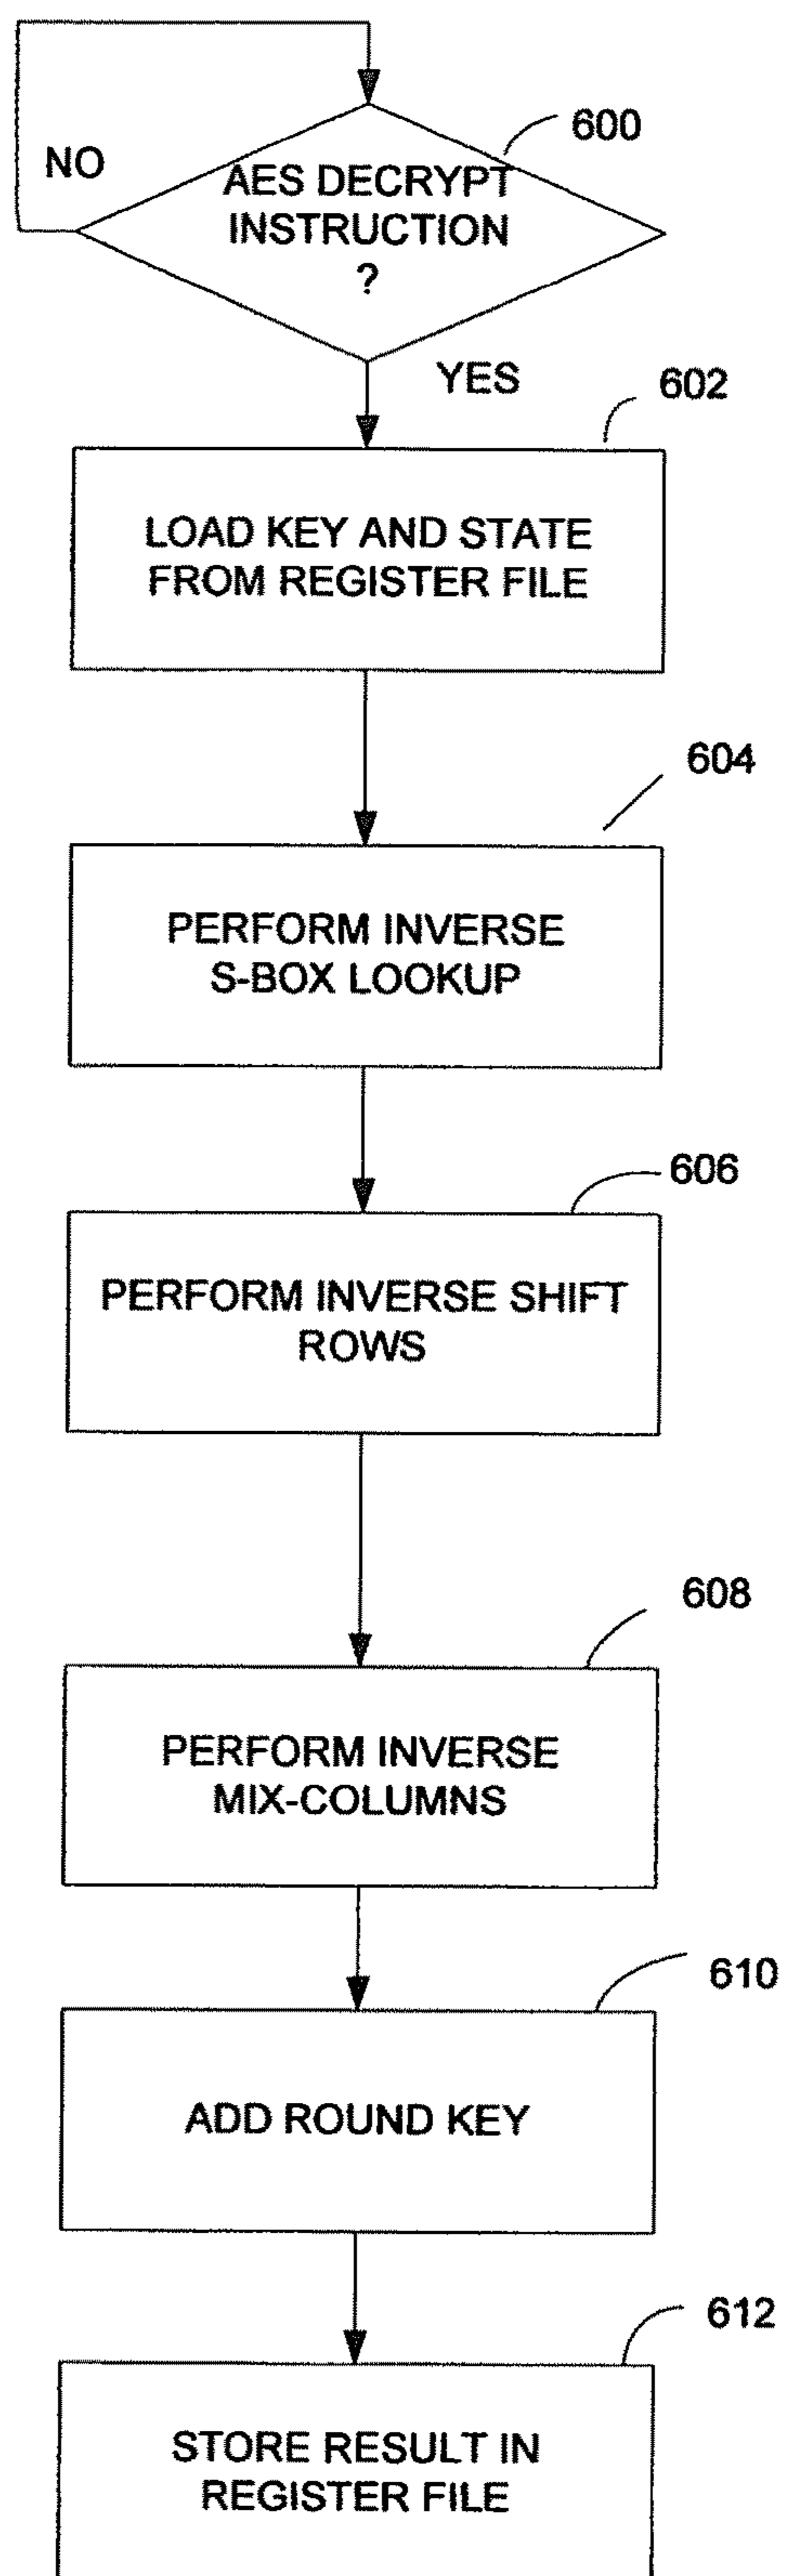 600
NO
AES DECRYPT
INSTRUCTION
?
YES
602
LOAD KEY AND STATE
FROM REGISTER FILE
604
PERFORM INVERSE
S-BOX LOOKUP
606
PERFORM INVERSE SHIFT
ROWS
608
PERFORM INVERSE
MIX-COLUMNS
610
ADD ROUND KEY
612
STORE RESULT IN
REGISTER FILE